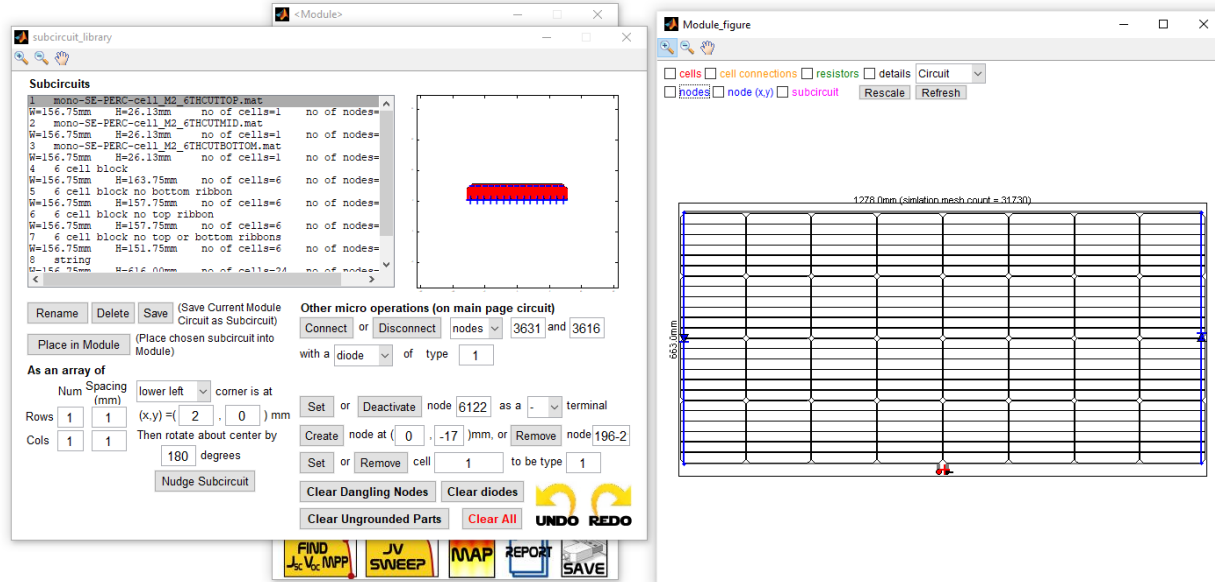 <Module>
subcircuit_library
Subcircuits
1 mono-SE-PERC-cell_M2_6THCUTTOP.mat
W=156.75mm H=26.13mm no of cells=1 no of nodes=
2 mono-SE-PERC-cell_M2_6THCUTMID.mat
W=156.75mm H=26.13mm no of cells=1 no of nodes=
3 mono-SE-PERC-cell_M2_6THCUTBOTTOM.mat
W=156.75mm H=26.13mm no of cells=1 no of nodes=
4 6 cell block
W=156.75mm H=163.75mm no of cells=6 no of nodes=
5 6 cell block no bottom ribbon
W=156.75mm H=157.75mm no of cells=6 no of nodes=
6 6 cell block no top ribbon
W=156.75mm H=157.75mm no of cells=6 no of nodes=
7 6 cell block no top or bottom ribbons
W=156.75mm H=151.75mm no of cells=6 no of nodes=
8 string
W=156.75mm H=616.00mm no of cells=24 no of nodes=
Rename Delete Save (Save Current Module
Circuit as Subcircuit)
Place in Module (Place chosen subcircuit into
Module)
As an array of
Num Spacing
(mm)
Rows 1 1
Cols 1 1
lower left corner is at
(x,y) =( 2 , 0 ) mm
Then rotate about center by
180 degrees
Nudge Subcircuit
Other micro operations (on main page circuit)
Connect or Disconnect nodes 3631 and 3616
with a diode of type 1
Set or Deactivate node 6122 as a - terminal
Create node at ( 0 , -17 )mm, or Remove node 196-2
Set or Remove cell 1 to be type 1
Clear Dangling Nodes Clear diodes
Clear Ungrounded Parts Clear All UNDO REDO
FIND
Jsc Voc MPP
JV
SWEEP
MAP
REPORT
SAVE
Module_figure
cells cell connections resistors details Circuit
nodes node (x,y) subcircuit Rescale Refresh
1278.0mm (simlation mesh count = 31730)
663.0mm